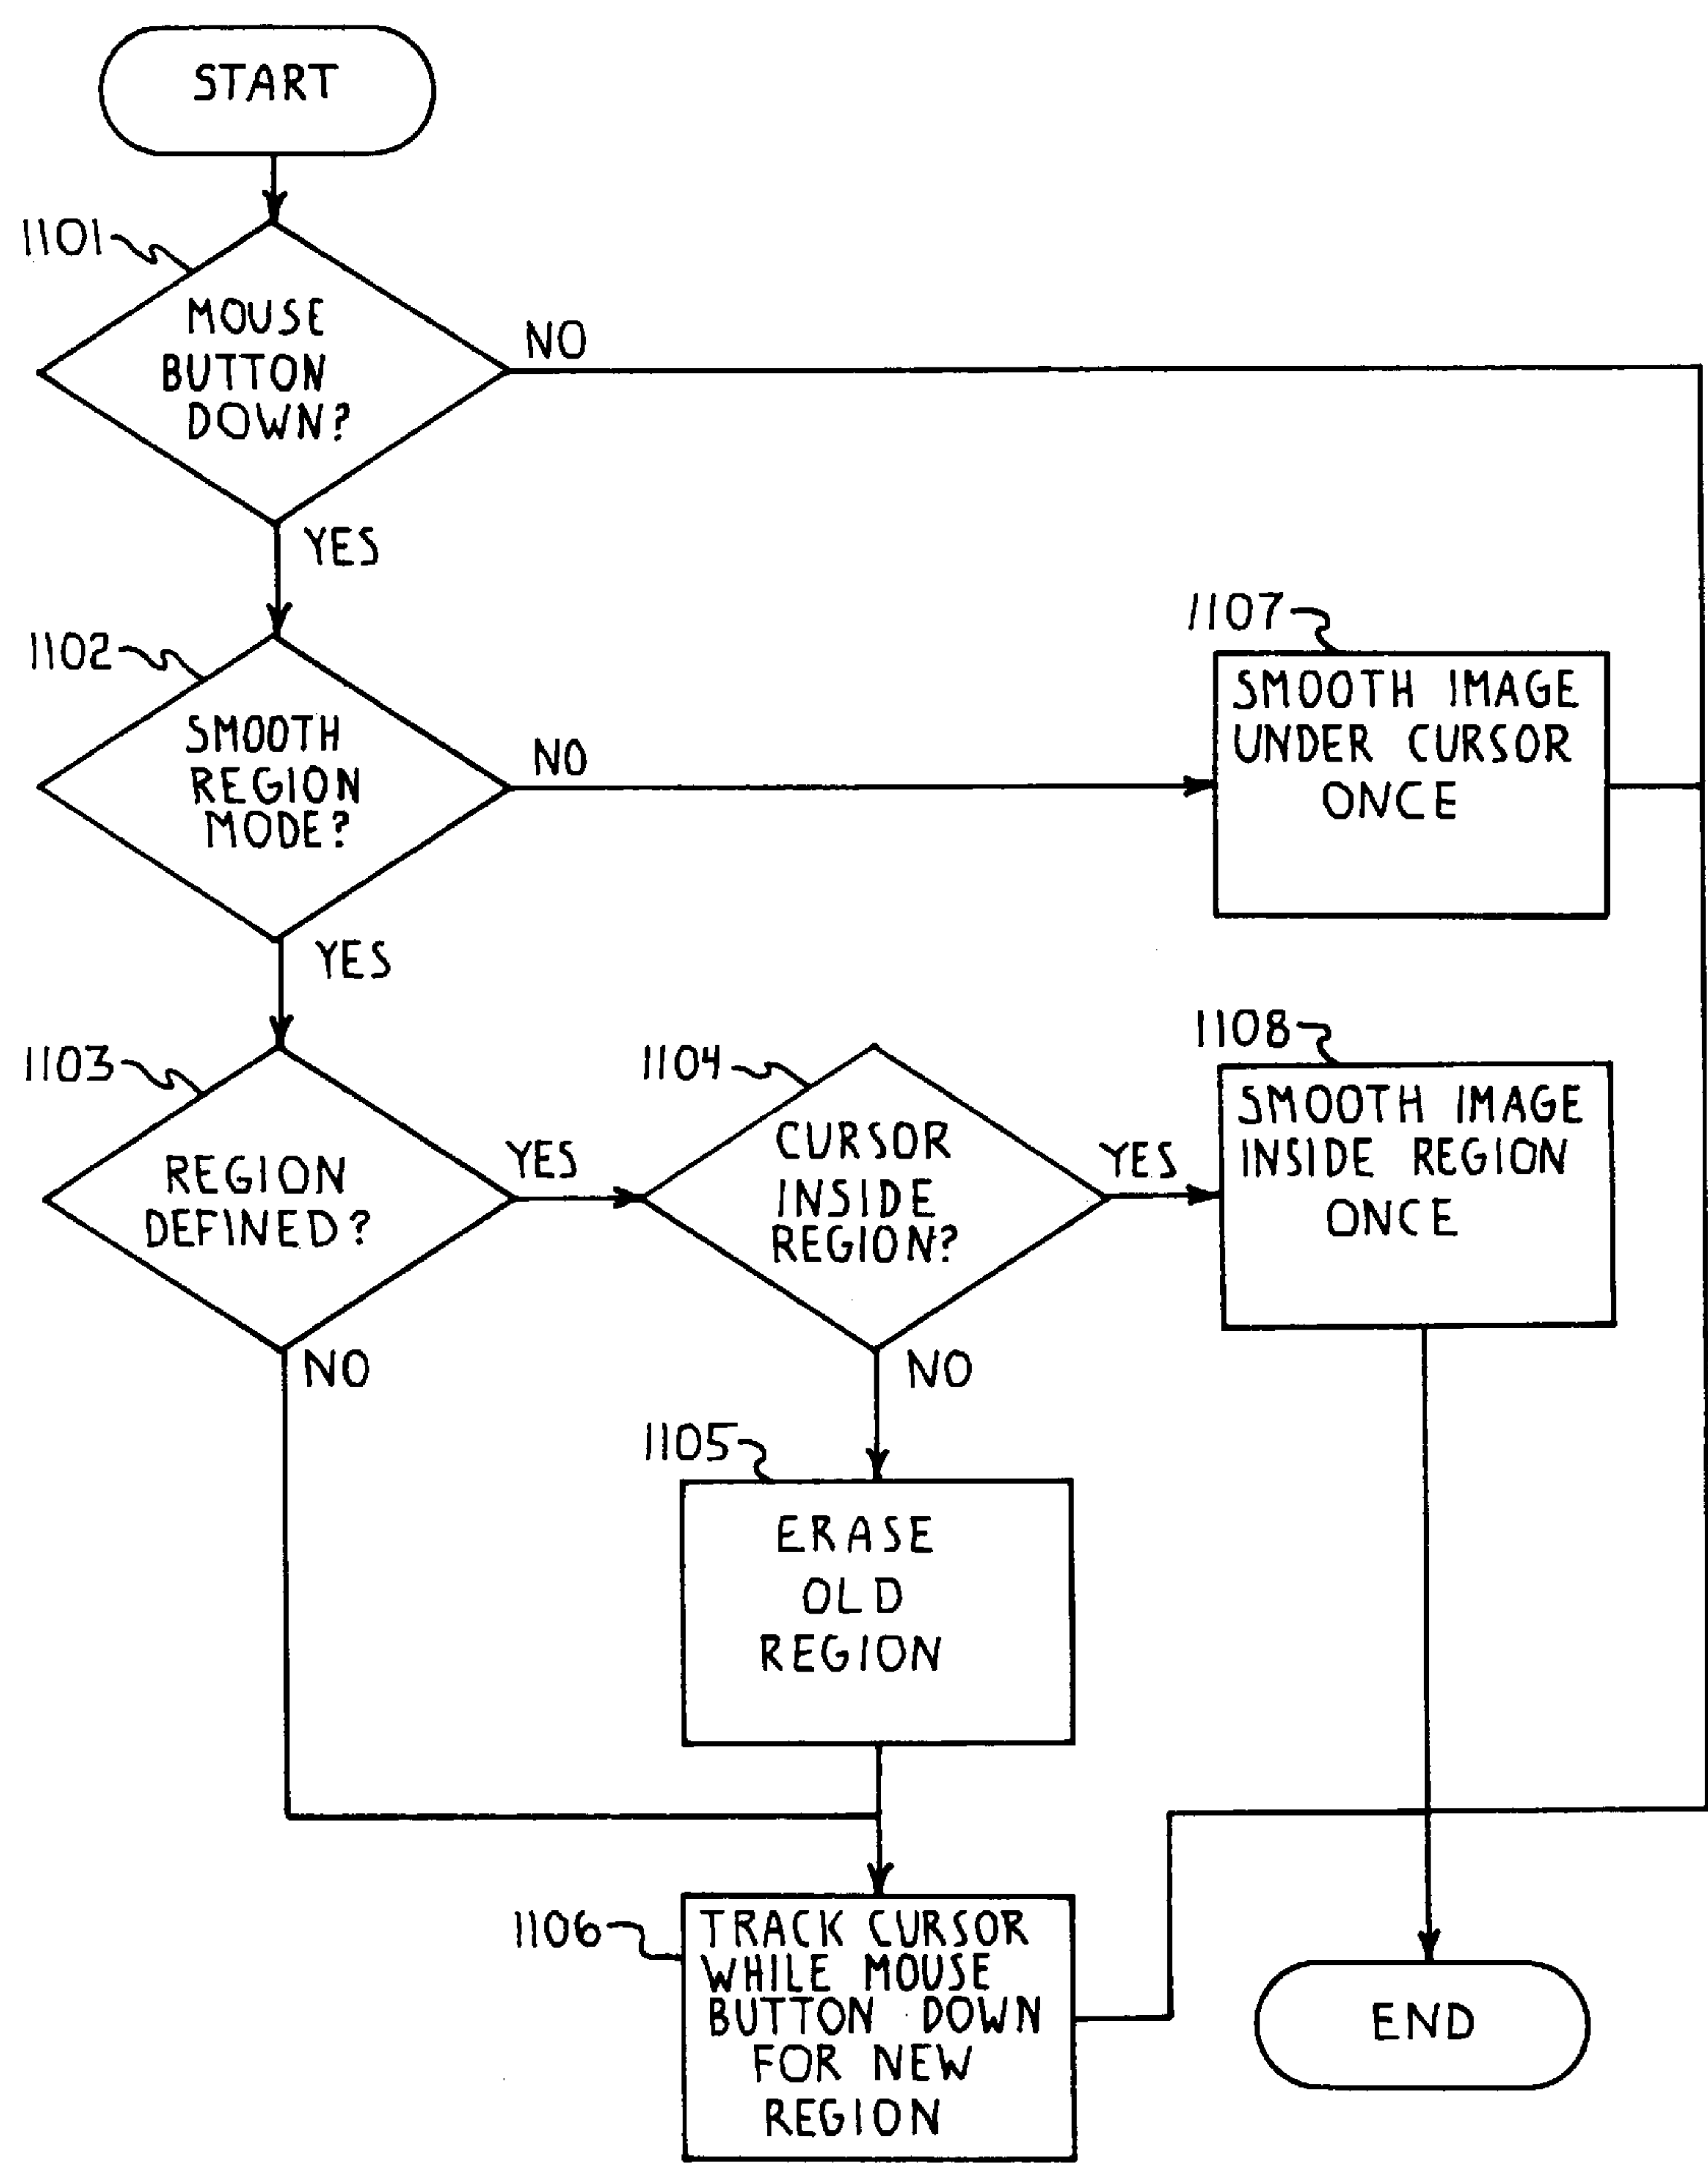 START
1101
MOUSE
BUTTON
DOWN?
NO
YES
1102
SMOOTH
REGION
MODE?
NO
1107
SMOOTH IMAGE
UNDER CURSOR
ONCE
YES
1103
REGION
DEFINED?
YES
1104
CURSOR
INSIDE
REGION?
YES
1108
SMOOTH IMAGE
INSIDE REGION
ONCE
NO
NO
1105
ERASE
OLD
REGION
1106
TRACK CURSOR
WHILE MOUSE
BUTTON DOWN
FOR NEW
REGION
END